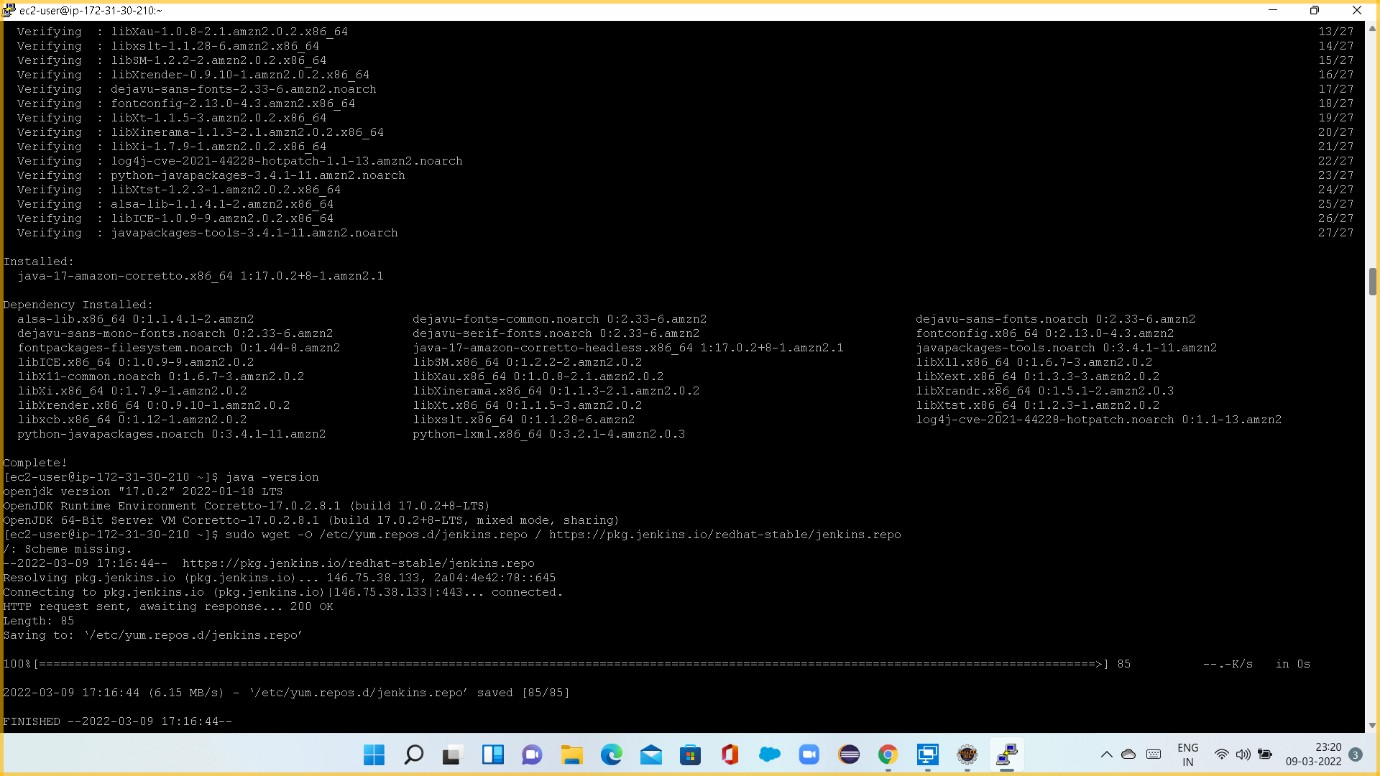 ec2-user@ip-172-31-30-210:~
Verifying : libXau-1.0.8-2.1.amzn2.0.2.x86_64 13/27
Verifying : libxslt-1.1.28-6.amzn2.x86_64 14/27
Verifying : libSM-1.2.2-2.amzn2.0.2.x86_64 15/27
Verifying : libXrender-0.9.10-1.amzn2.0.2.x86_64 16/27
Verifying : dejavu-sans-fonts-2.33-6.amzn2.noarch 17/27
Verifying : fontconfig-2.13.0-4.3.amzn2.x86_64 18/27
Verifying : libXt-1.1.5-3.amzn2.0.2.x86_64 19/27
Verifying : libXinerama-1.1.3-2.1.amzn2.0.2.x86_64 20/27
Verifying : libXi-1.7.9-1.amzn2.0.2.x86_64 21/27
Verifying : log4j-cve-2021-44228-hotpatch-1.1-13.amzn2.noarch 22/27
Verifying : python-javapackages-3.4.1-11.amzn2.noarch 23/27
Verifying : libXtst-1.2.3-1.amzn2.0.2.x86_64 24/27
Verifying : alsa-lib-1.1.4.1-2.amzn2.x86_64 25/27
Verifying : libICE-1.0.9-9.amzn2.0.2.x86_64 26/27
Verifying : javapackages-tools-3.4.1-11.amzn2.noarch 27/27
Installed:
java-17-amazon-corretto.x86_64 1:17.0.2+8-1.amzn2.1
Dependency Installed:
alsa-lib.x86_64 0:1.1.4.1-2.amzn2 dejavu-fonts-common.noarch 0:2.33-6.amzn2 dejavu-sans-fonts.noarch 0:2.33-6.amzn2
dejavu-sans-mono-fonts.noarch 0:2.33-6.amzn2 dejavu-serif-fonts.noarch 0:2.33-6.amzn2 fontconfig.x86_64 0:2.13.0-4.3.amzn2
fontpackages-filesystem.noarch 0:1.44-8.amzn2 java-17-amazon-corretto-headless.x86_64 1:17.0.2+8-1.amzn2.1 javapackages-tools.noarch 0:3.4.1-11.amzn2
libICE.x86_64 0:1.0.9-9.amzn2.0.2 libSM.x86_64 0:1.2.2-2.amzn2.0.2 libX11.x86_64 0:1.6.7-3.amzn2.0.2
libX11-common.noarch 0:1.6.7-3.amzn2.0.2 libXau.x86_64 0:1.0.8-2.1.amzn2.0.2 libXext.x86_64 0:1.3.3-3.amzn2.0.2
libXi.x86_64 0:1.7.9-1.amzn2.0.2 libXinerama.x86_64 0:1.1.3-2.1.amzn2.0.2 libXrandr.x86_64 0:1.5.1-2.amzn2.0.3
libXrender.x86_64 0:0.9.10-1.amzn2.0.2 libXt.x86_64 0:1.1.5-3.amzn2.0.2 libXtst.x86_64 0:1.2.3-1.amzn2.0.2
libxcb.x86_64 0:1.12-1.amzn2.0.2 libxslt.x86_64 0:1.1.28-6.amzn2 log4j-cve-2021-44228-hotpatch.noarch 0:1.1-13.amzn2
python-javapackages.noarch 0:3.4.1-11.amzn2 python-lxml.x86_64 0:3.2.1-4.amzn2.0.3
Complete!
[ec2-user@ip-172-31-30-210 ~]$ java -version
openjdk version "17.0.2" 2022-01-18 LTS
OpenJDK Runtime Environment Corretto-17.0.2.8.1 (build 17.0.2+8-LTS)
OpenJDK 64-Bit Server VM Corretto-17.0.2.8.1 (build 17.0.2+8-LTS, mixed mode, sharing)
[ec2-user@ip-172-31-30-210 ~]$ sudo wget -O /etc/yum.repos.d/jenkins.repo / https://pkg.jenkins.io/redhat-stable/jenkins.repo
/: Scheme missing.
--2022-03-09 17:16:44-- https://pkg.jenkins.io/redhat-stable/jenkins.repo
Resolving pkg.jenkins.io (pkg.jenkins.io)... 146.75.38.133, 2a04:4e42:78::645
Connecting to pkg.jenkins.io (pkg.jenkins.io)|146.75.38.133|:443... connected.
HTTP request sent, awaiting response... 200 OK
Length: 85
Saving to: ‘/etc/yum.repos.d/jenkins.repo’
100%[===================================================================================================================================================>] 85 --.-K/s in 0s
2022-03-09 17:16:44 (6.15 MB/s) - ‘/etc/yum.repos.d/jenkins.repo’ saved [85/85]
FINISHED --2022-03-09 17:16:44--
ENG
IN
23:20
09-03-2022
3